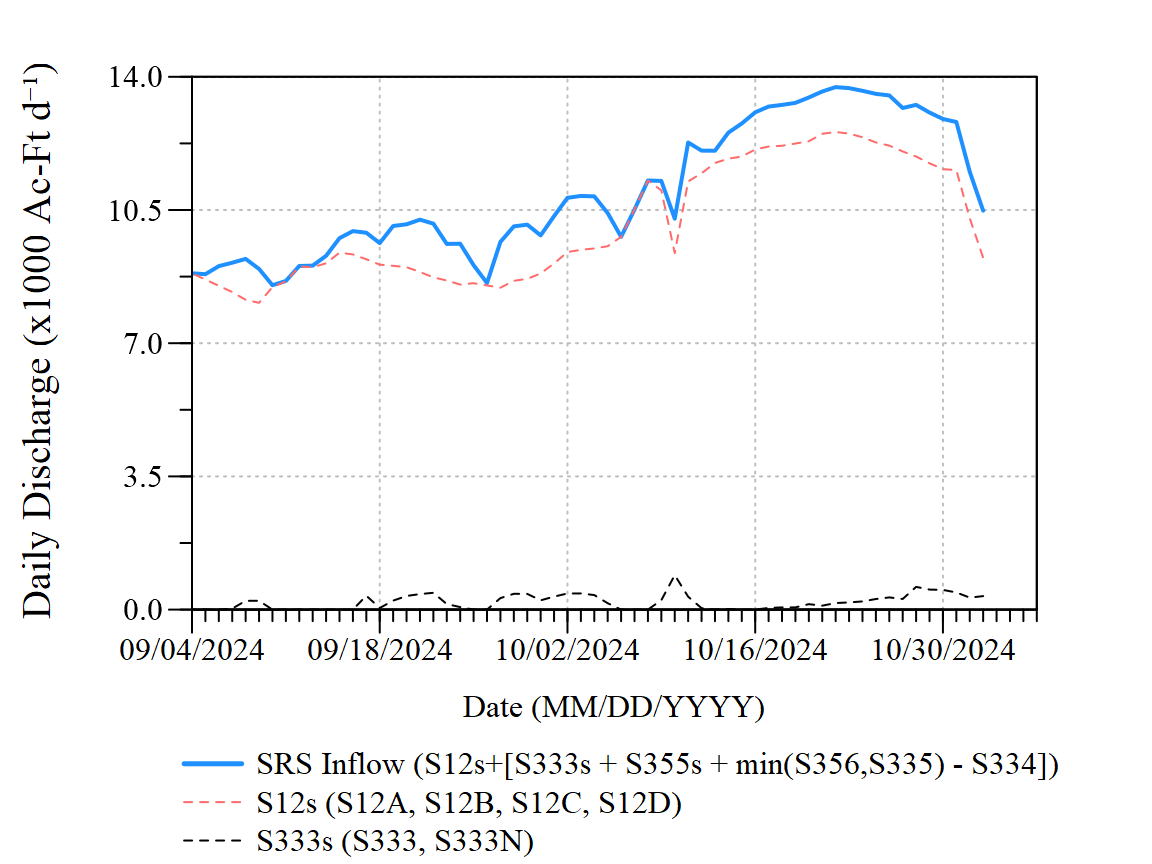 Daily Discharge (x1000 Ac-Ft d⁻¹)
14.0
10.5
7.0
3.5
0.0
09/04/2024 09/18/2024 10/02/2024 10/16/2024 10/30/2024
Date (MM/DD/YYYY)
SRS Inflow (S12s+[S333s + S355s + min(S356,S335) - S334])
S12s (S12A, S12B, S12C, S12D)
S333s (S333, S333N)